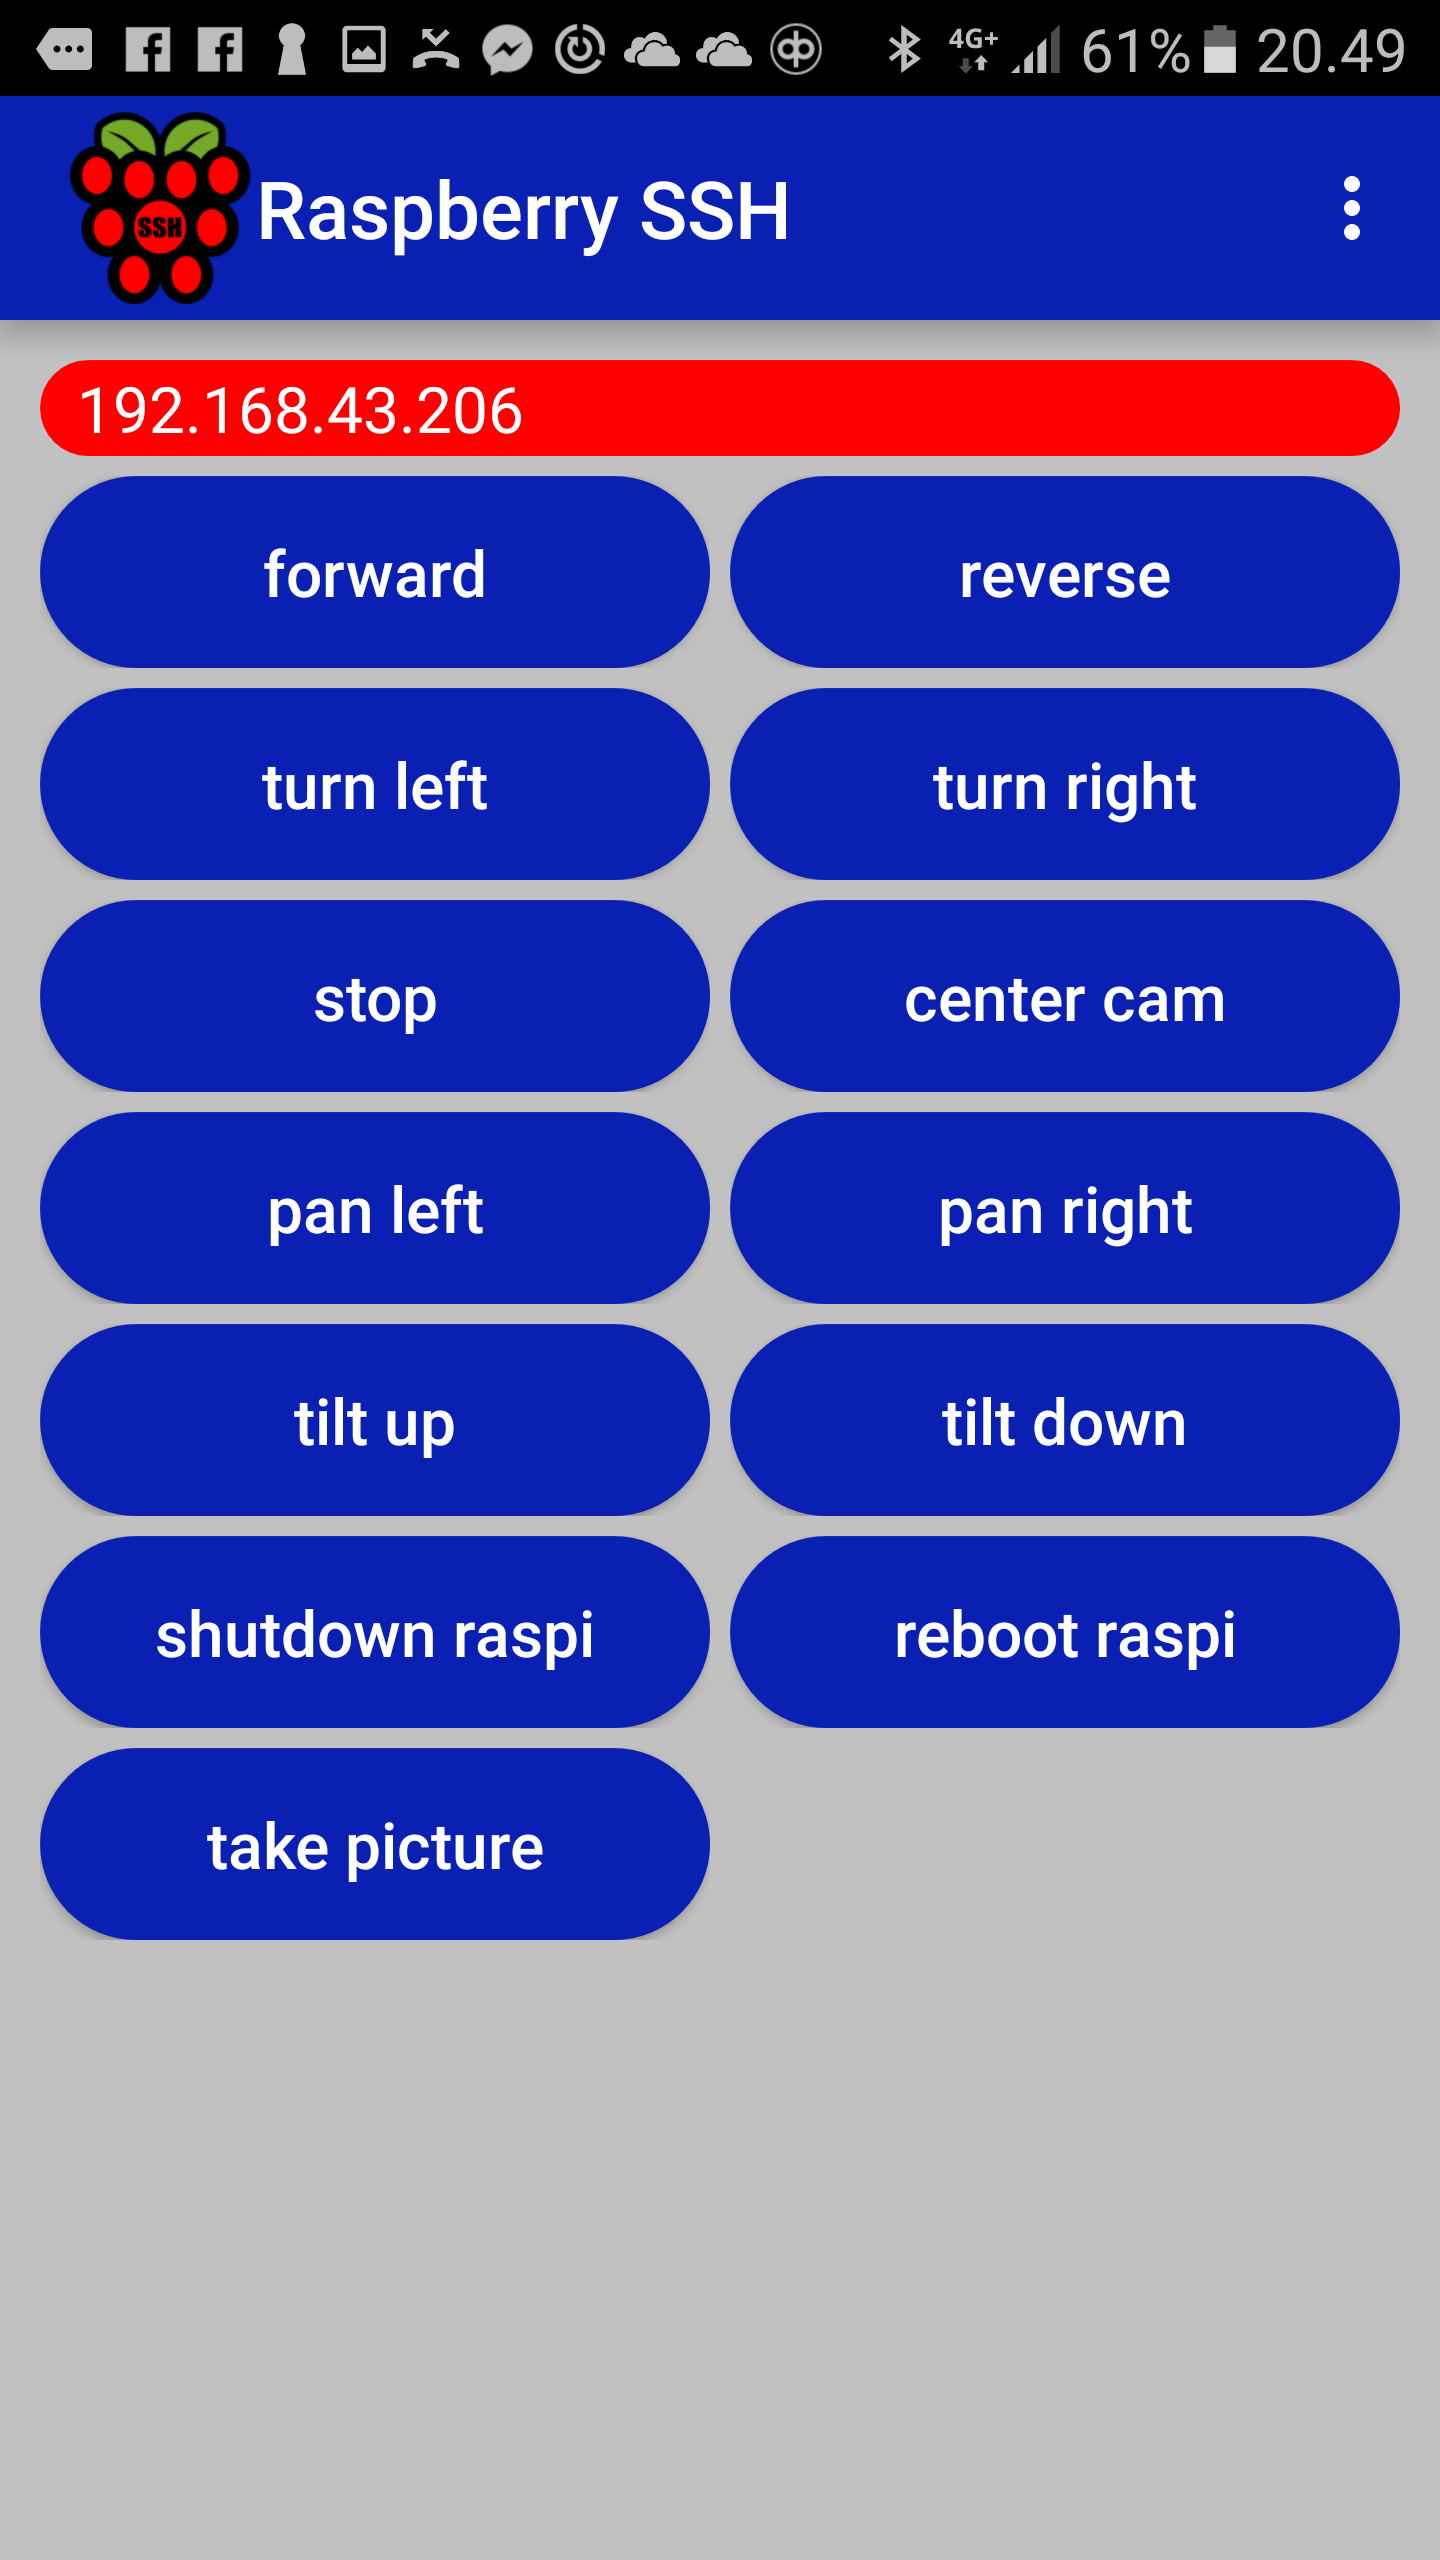 4G+ 61% 20.49
SSH Raspberry SSH
192.168.43.206
forward reverse
turn left turn right
stop center cam
pan left pan right
tilt up tilt down
shutdown raspi reboot raspi
take picture